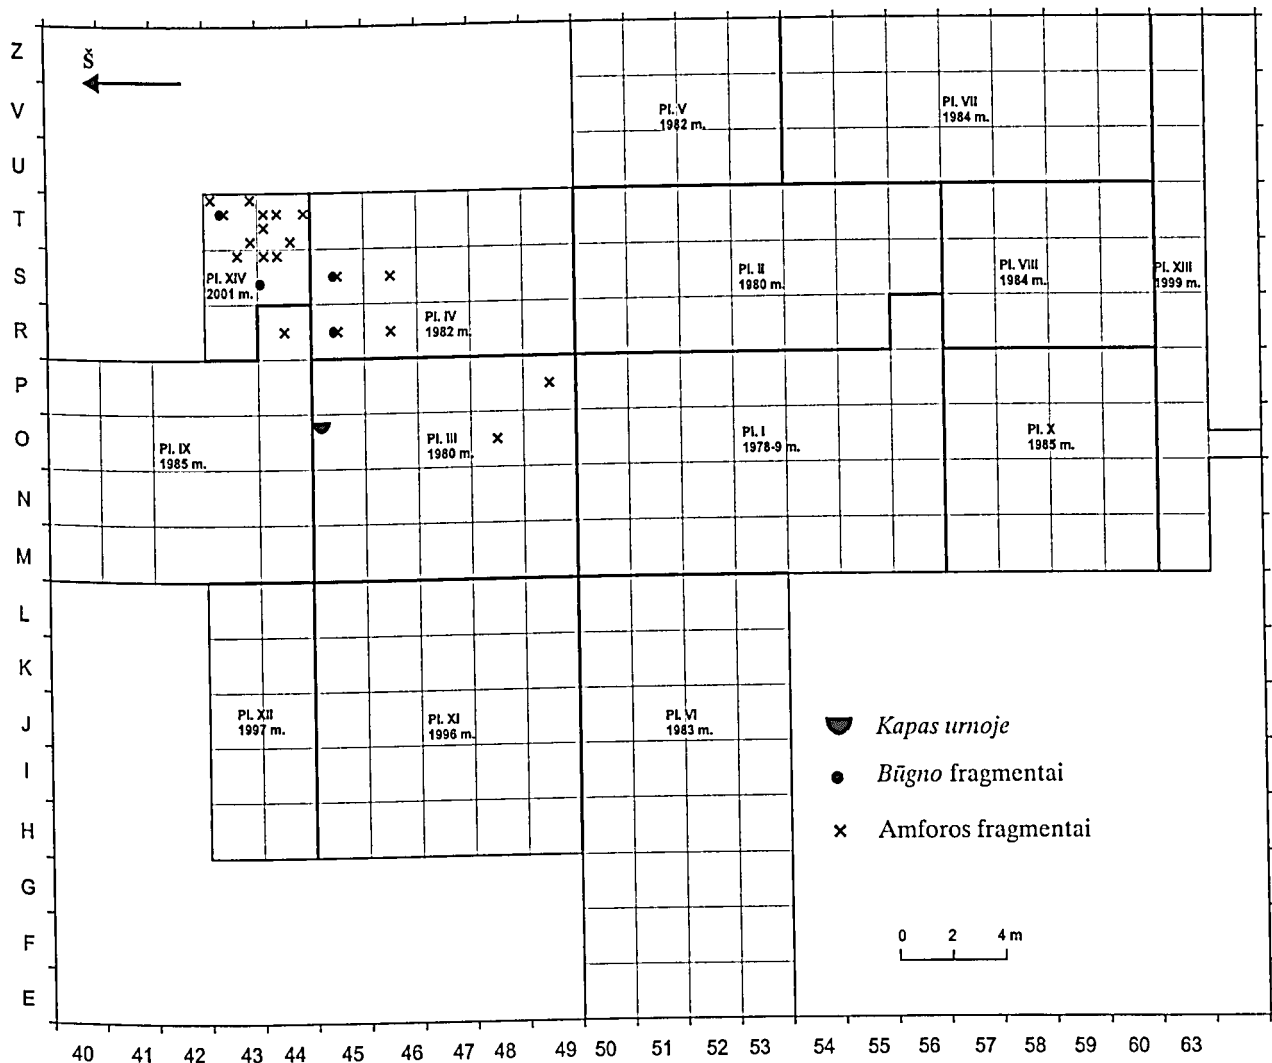 Š
Z
V
U
T
S
R
P
O
N
M
L
K
J
I
H
G
F
E
Pl. V
1982 m.
Pl. VII
1984 m.
Pl. XIV
2001 m.
Pl. IV
1982 m.
Pl. II
1980 m.
Pl. VIII
1984 m.
Pl. XIII
1999 m.
Pl. IX
1985 m.
Pl. III
1980 m.
Pl. I
1978-9 m.
Pl. X
1985 m.
Pl. XII
1997 m.
Pl. XI
1996 m.
Pl. VI
1983 m.
Kapas urnoje
Būgno fragmentai
Amforos fragmentai
0 2 4 m
40 41 42 43 44 45 46 47 48 49 50 51 52 53 54 55 56 57 58 59 60 61 62 63